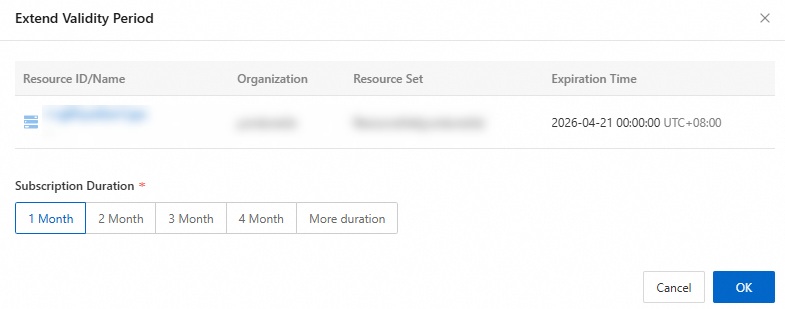 Extend Validity Period
Resource ID/Name Organization Resource Set Expiration Time
2026-04-21 00:00:00 UTC+08:00
Subscription Duration *
1 Month 2 Month 3 Month 4 Month More duration
Cancel OK